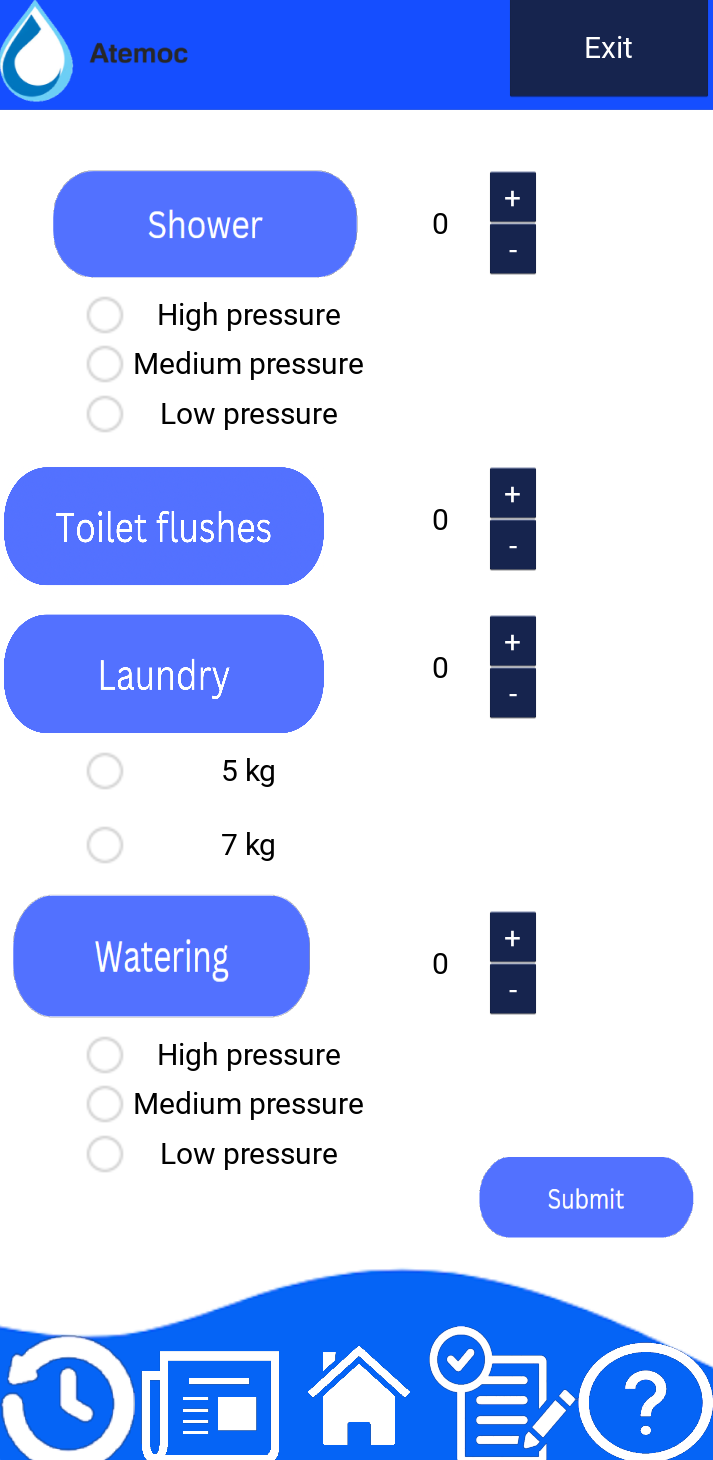 Atemoc
Exit
Shower
0
+
-
High pressure
Medium pressure
Low pressure
Toilet flushes
0
+
-
Laundry
0
+
-
5 kg
7 kg
Watering
0
+
-
High pressure
Medium pressure
Low pressure
Submit
?